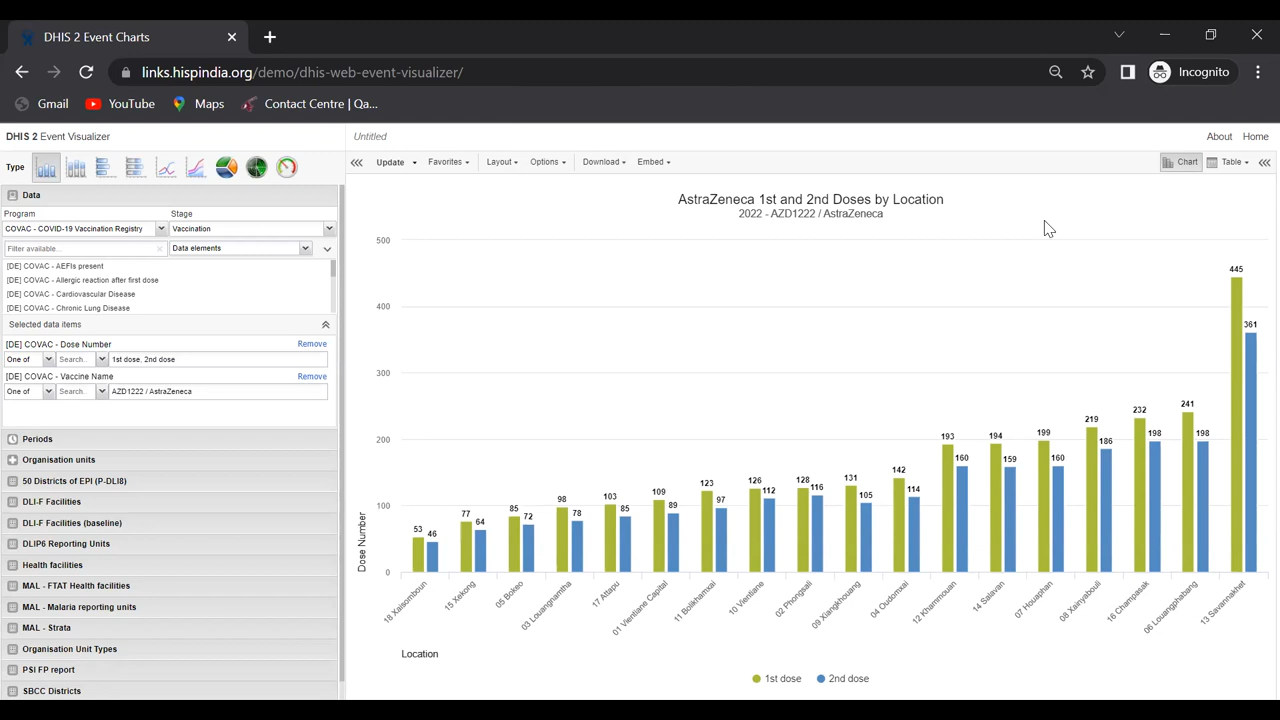 DHIS 2 Event Charts
links.hispindia.org/demo/dhis-web-event-visualizer/
Incognito
Gmail
YouTube
Maps
Contact Centre | Qa...
DHIS 2 Event Visualizer
Untitled
About
Home
Type
Update
Favorites
Layout
Options
Download
Embed
Chart
Table
Data
Program
Stage
COVAC - COVID-19 Vaccination Registry
Vaccination
Filter available...
Data elements
[DE] COVAC - AEFIs present
[DE] COVAC - Allergic reaction after first dose
[DE] COVAC - Cardiovascular Disease
[DE] COVAC - Chronic Lung Disease
Selected data items
[DE] COVAC - Dose Number
Remove
One of
Search..
1st dose, 2nd dose
[DE] COVAC - Vaccine Name
Remove
One of
Search..
AZD1222 / AstraZeneca
Periods
Organisation units
50 Districts of EPI (P-DLI8)
DLI-F Facilities
DLI-F Facilities (baseline)
DLIP6 Reporting Units
Health facilities
MAL - FTAT Health facilities
MAL - Malaria reporting units
MAL - Strata
Organisation Unit Types
PSI FP report
SBCC Districts
AstraZeneca 1st and 2nd Doses by Location
2022 - AZD1222 / AstraZeneca
500
400
300
200
100
0
Dose Number
53 46
77 64
85 72
98 78
103 85
109 89
123 97
126 112
128 116
131 105
142 114
193 160
194 159
199 160
219 186
232 198
241 198
445 361
18 Xaisomboun
15 Xekong
05 Bokeo
03 Louangnamtha
17 Attapu
01 Vientiane Capital
11 Bolikhamxai
10 Vientiane
02 Phongsali
09 Xiangkhouang
04 Oudomxai
12 Khammouan
14 Salavan
07 Houaphan
08 Xanyabouli
16 Champasak
06 Louangphabang
13 Savannakhet
Location
1st dose
2nd dose